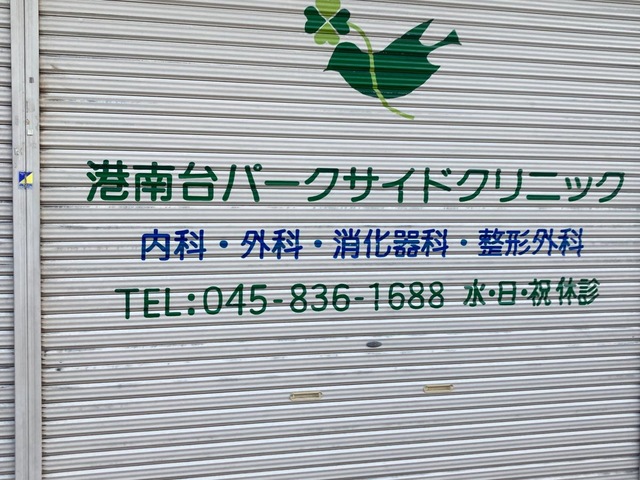 港南台パークサイドクリニック
内科・外科・消化器科・整形外科
TEL:045-836-1688 水・日・祝 休診